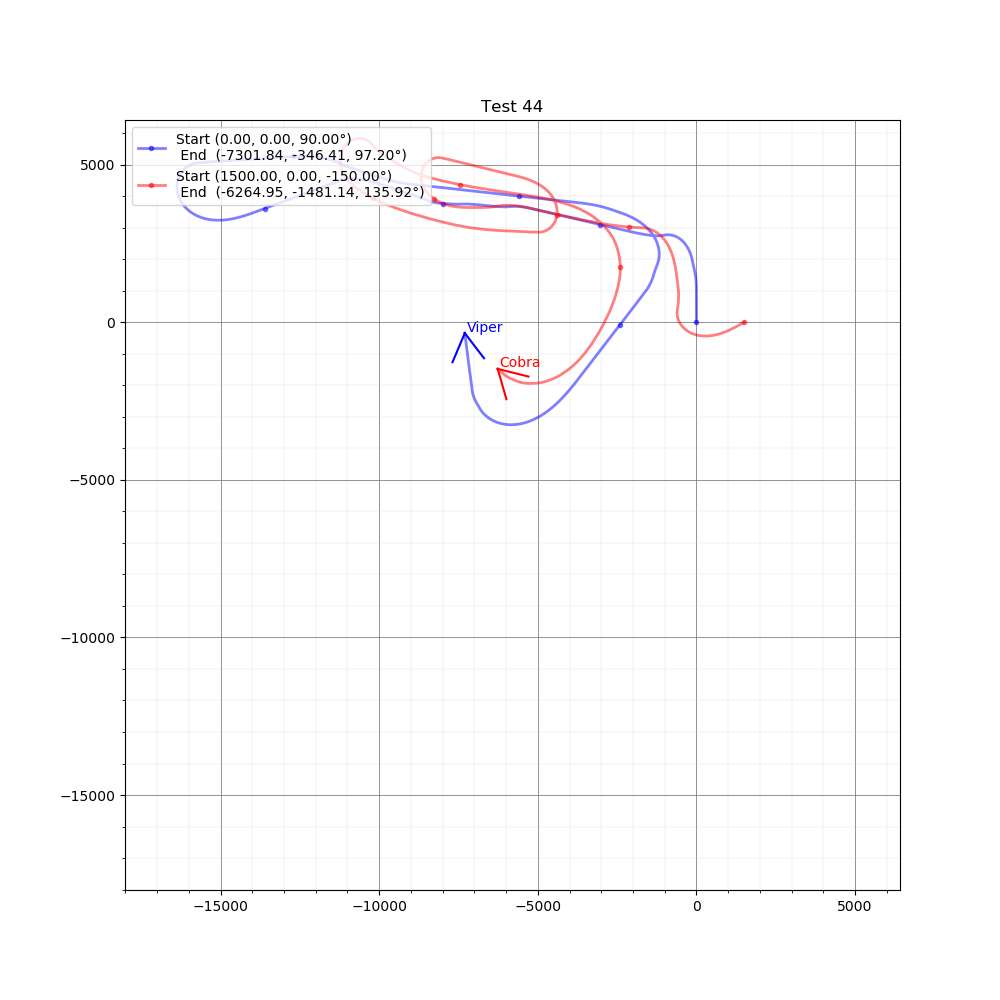 Test 44
Start (0.00, 0.00, 90.00°)
End  (-7301.84, -346.41, 97.20°)
Start (1500.00, 0.00, -150.00°)
End  (-6264.95, -1481.14, 135.92°)
5000
0
−5000
−10000
−15000
Viper
Cobra
−15000
−10000
−5000
0
5000